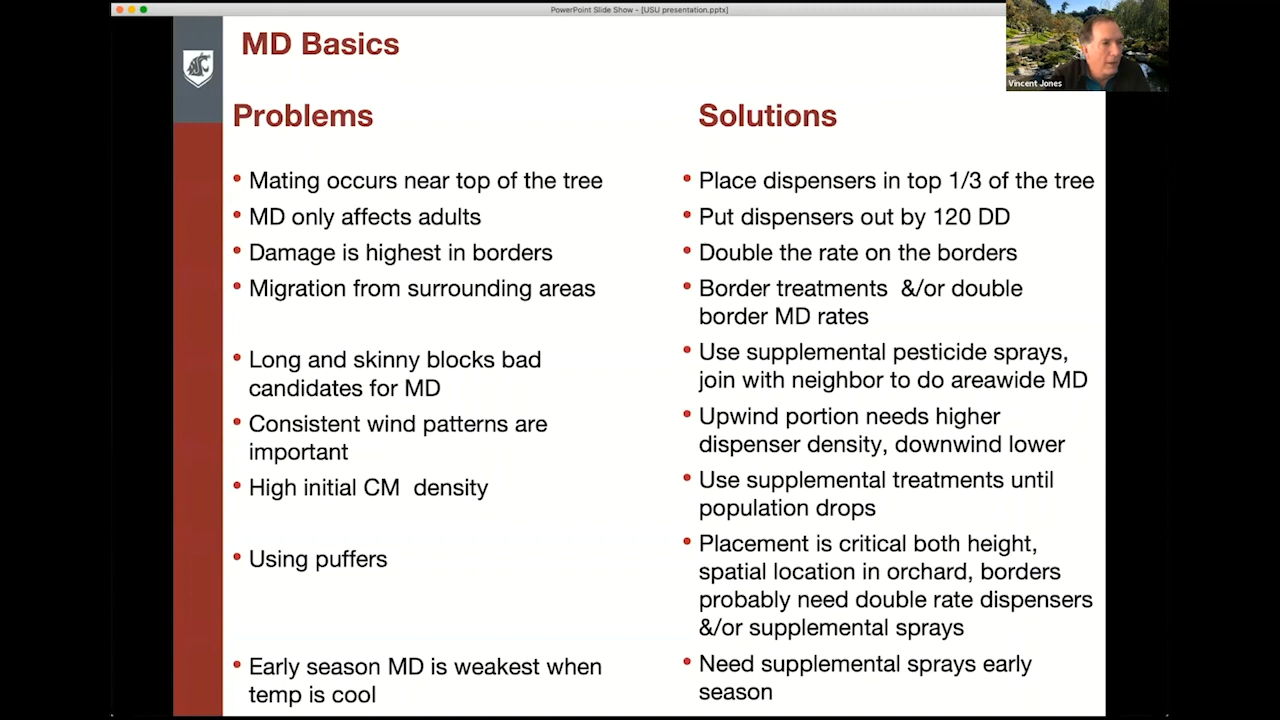 PowerPoint Slide Show - [USU presentation.pptx]
Vincent Jones
MD Basics
Problems
• Mating occurs near top of the tree
• MD only affects adults
• Damage is highest in borders
• Migration from surrounding areas
• Long and skinny blocks bad
candidates for MD
• Consistent wind patterns are
important
• High initial CM density
• Using puffers
• Early season MD is weakest when
temp is cool
Solutions
• Place dispensers in top 1/3 of the tree
• Put dispensers out by 120 DD
• Double the rate on the borders
• Border treatments &/or double
border MD rates
• Use supplemental pesticide sprays,
join with neighbor to do areawide MD
• Upwind portion needs higher
dispenser density, downwind lower
• Use supplemental treatments until
population drops
• Placement is critical both height,
spatial location in orchard, borders
probably need double rate dispensers
&/or supplemental sprays
• Need supplemental sprays early
season